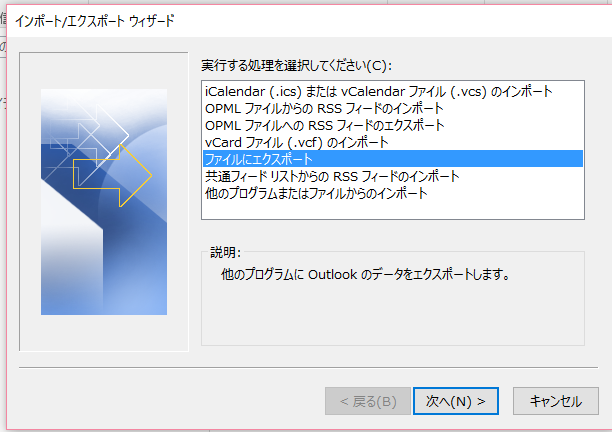 インポート/エクスポート ウィザード
実行する処理を選択してください(C):
iCalendar (.ics) または vCalendar ファイル (.vcs) のインポート
OPML ファイルからの RSS フィードのインポート
OPML ファイルへの RSS フィードのエクスポート
vCard ファイル (.vcf) のインポート
ファイルにエクスポート
共通フィード リストからの RSS フィードのインポート
他のプログラムまたはファイルからのインポート
説明:
他のプログラムに Outlook のデータをエクスポートします。
< 戻る(B)
次へ(N) >
キャンセル